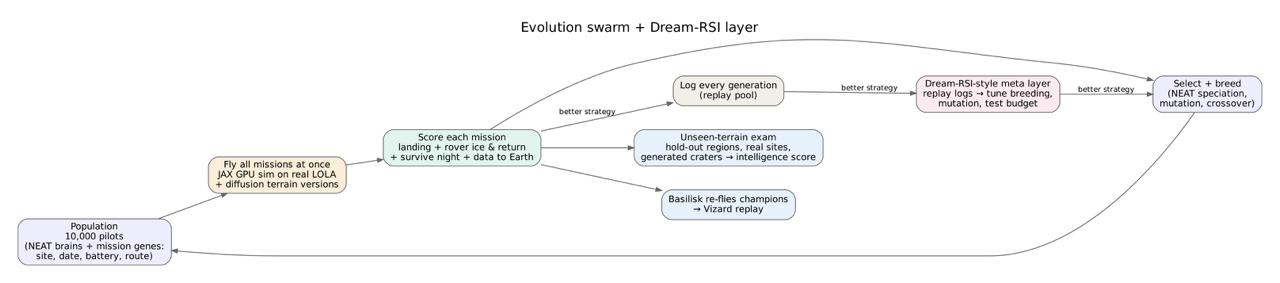 Evolution swarm + Dream-RSI layer
Log every generation
(replay pool)
better strategy
Dream-RSI-style meta layer
replay logs → tune breeding,
mutation, test budget
better strategy
Select + breed
(NEAT speciation,
mutation, crossover)
better strategy
Score each mission
landing + rover ice & return
+ survive night + data to Earth
Unseen-terrain exam
hold-out regions, real sites,
generated craters → intelligence score
Fly all missions at once
JAX GPU sim on real LOLA
+ diffusion terrain versions
Basilisk re-flies champions
→ Vizard replay
Population
10,000 pilots
(NEAT brains + mission genes:
site, date, battery, route)